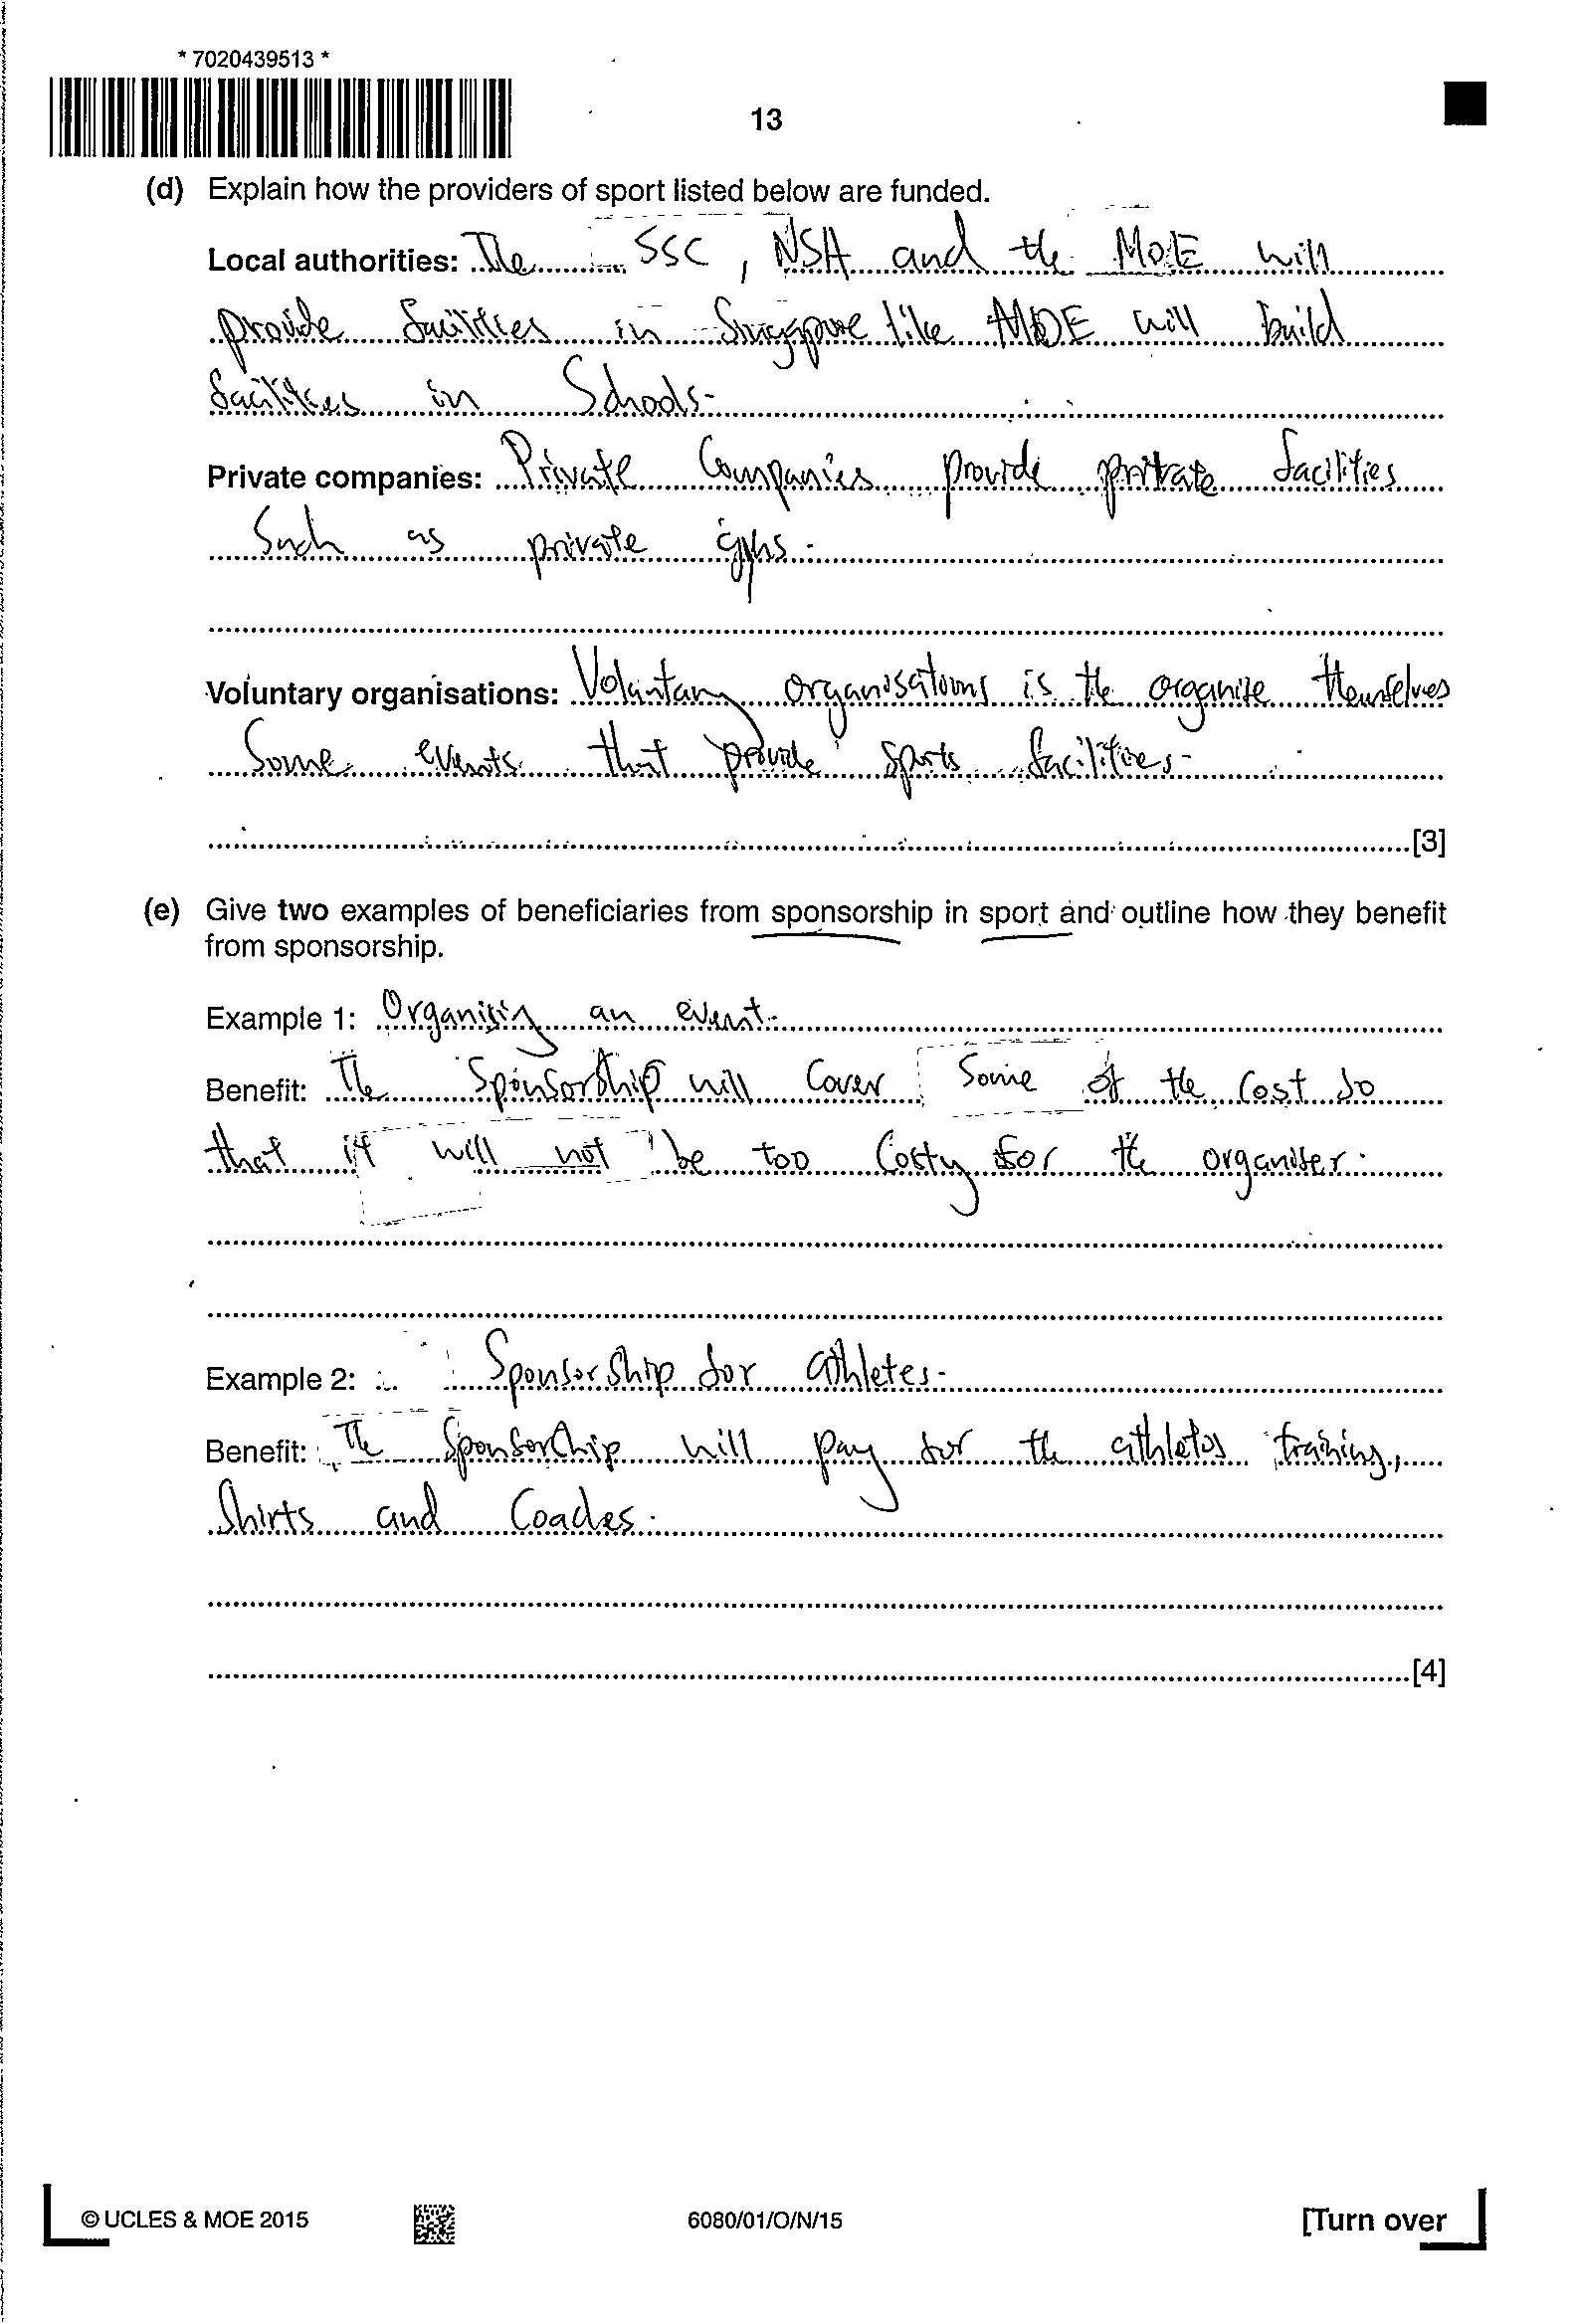 * 7020439513 *
13
(d) Explain how the providers of sport listed below are funded.
Local authorities: The SSC, NSA and the MOE will
provide facilities in Singapore like MOE will build
facilities in Schools.
Private companies: Private Companies provide private facilities
Such as private
Voluntary organisations: Voluntary organisations is the organise themselves
Some events that provide sports facilities.
[3]
(e) Give two examples of beneficiaries from sponsorship in sport and outline how they benefit
from sponsorship.
Example 1: Organising an event.
Benefit: The Sponsorship will cover some of the cost so
that it will not be too costy for the organiser.
Example 2: Sponsorship for athletes.
Benefit: The Sponsorship will pay for the athletes training,
Shirts and Coaches.
[4]
© UCLES & MOE 2015
6080/01/O/N/15
[Turn over